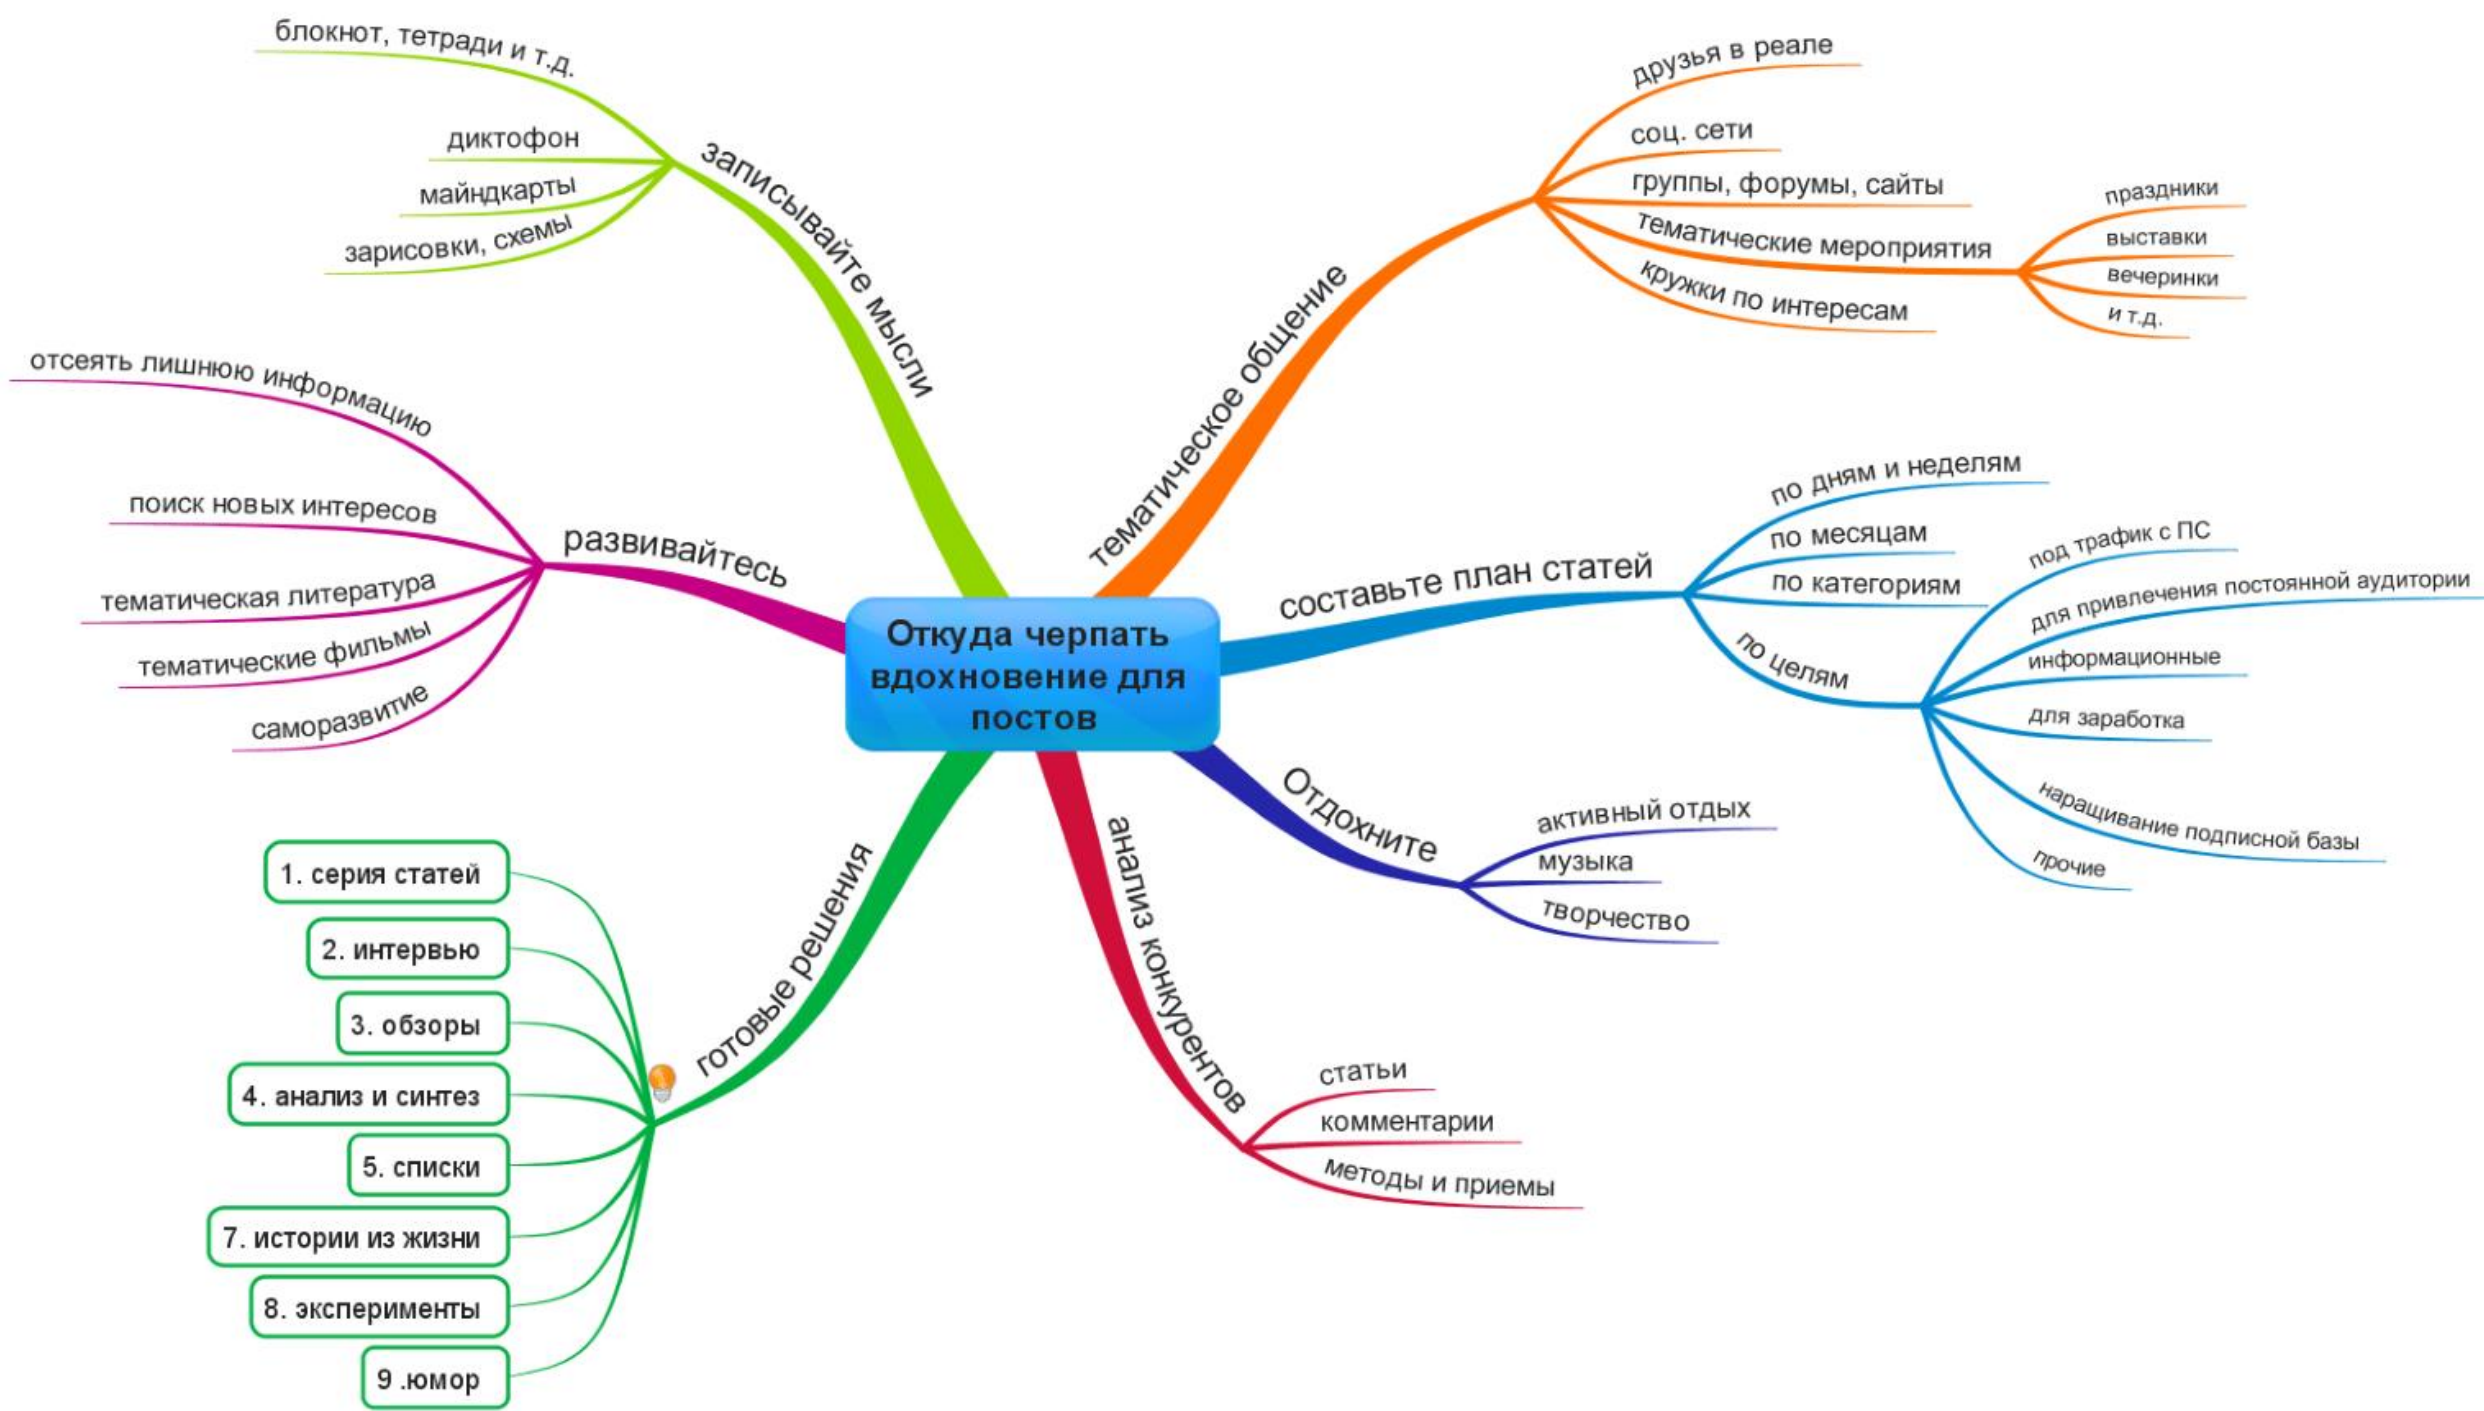 Откуда черпать
вдохновение для
постов
записывайте мысли
блокнот, тетради и т.д.
диктофон
майндкарты
зарисовки, схемы
развивайтесь
отсеять лишнюю информацию
поиск новых интересов
тематическая литература
тематические фильмы
саморазвитие
готовые решения
1. серия статей
2. интервью
3. обзоры
4. анализ и синтез
5. списки
7. истории из жизни
8. эксперименты
9 .юмор
тематическое общение
друзья в реале
соц. сети
группы, форумы, сайты
тематические мероприятия
праздники
выставки
вечеринки
и т.д.
кружки по интересам
составьте план статей
по дням и неделям
по месяцам
по категориям
по целям
под трафик с ПС
для привлечения постоянной аудитории
информационные
для заработка
наращивание подписной базы
прочие
Отдохните
активный отдых
музыка
творчество
анализ конкурентов
статьи
комментарии
методы и приемы